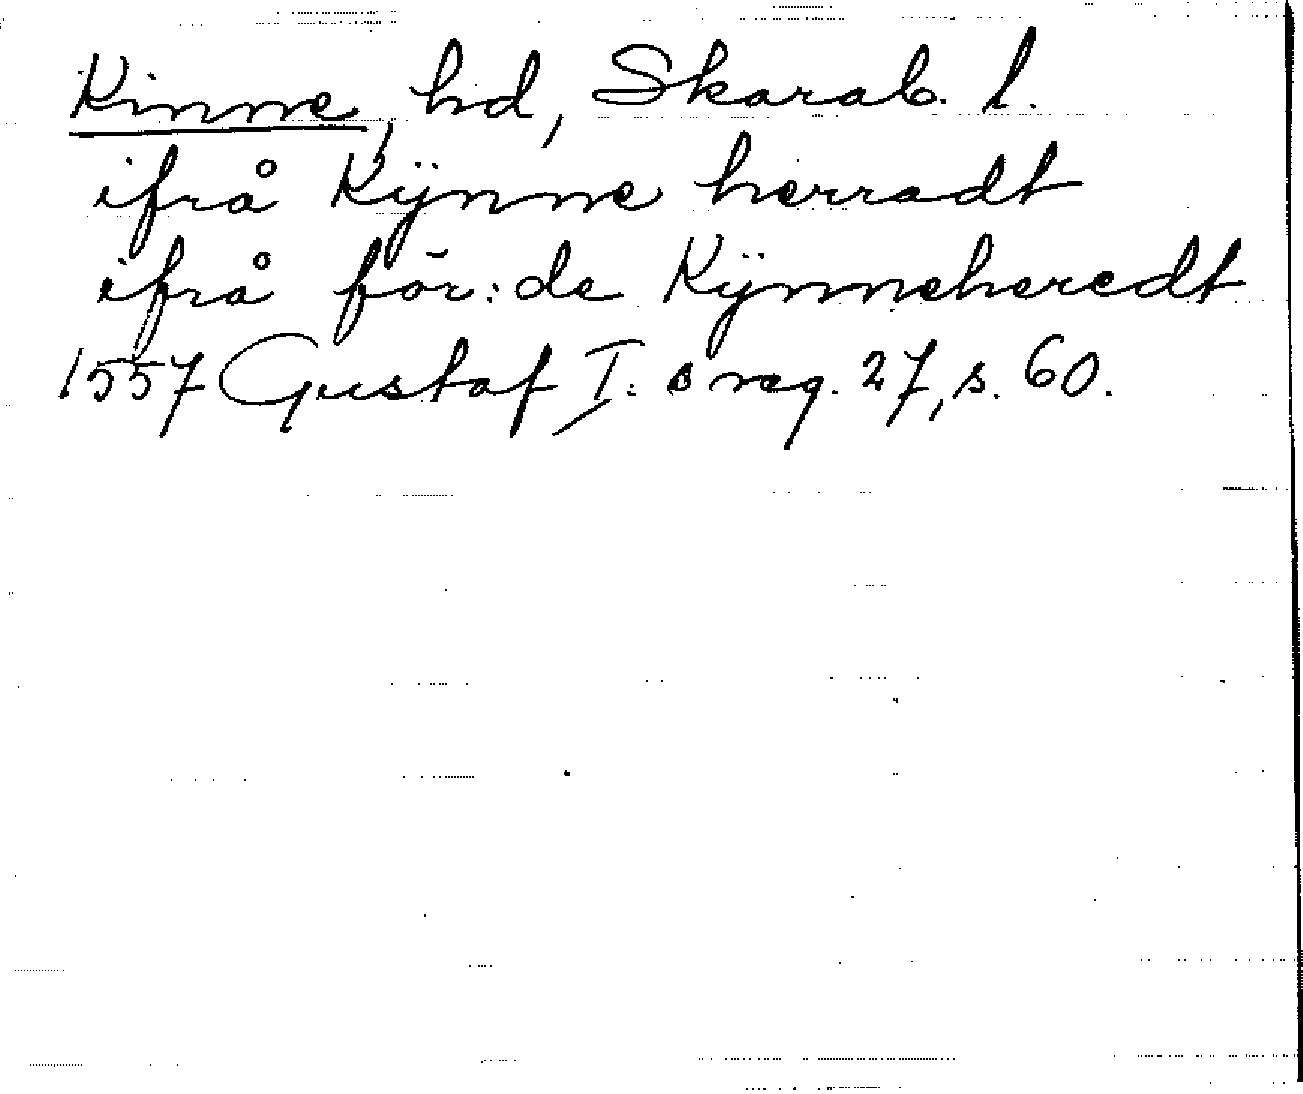 Kinne, hd, Skarab. l.
ifrå Kÿnne herradt
ifrå för:de Kÿnneheredt
1557 Gustaf I:s reg. 27, s. 60.